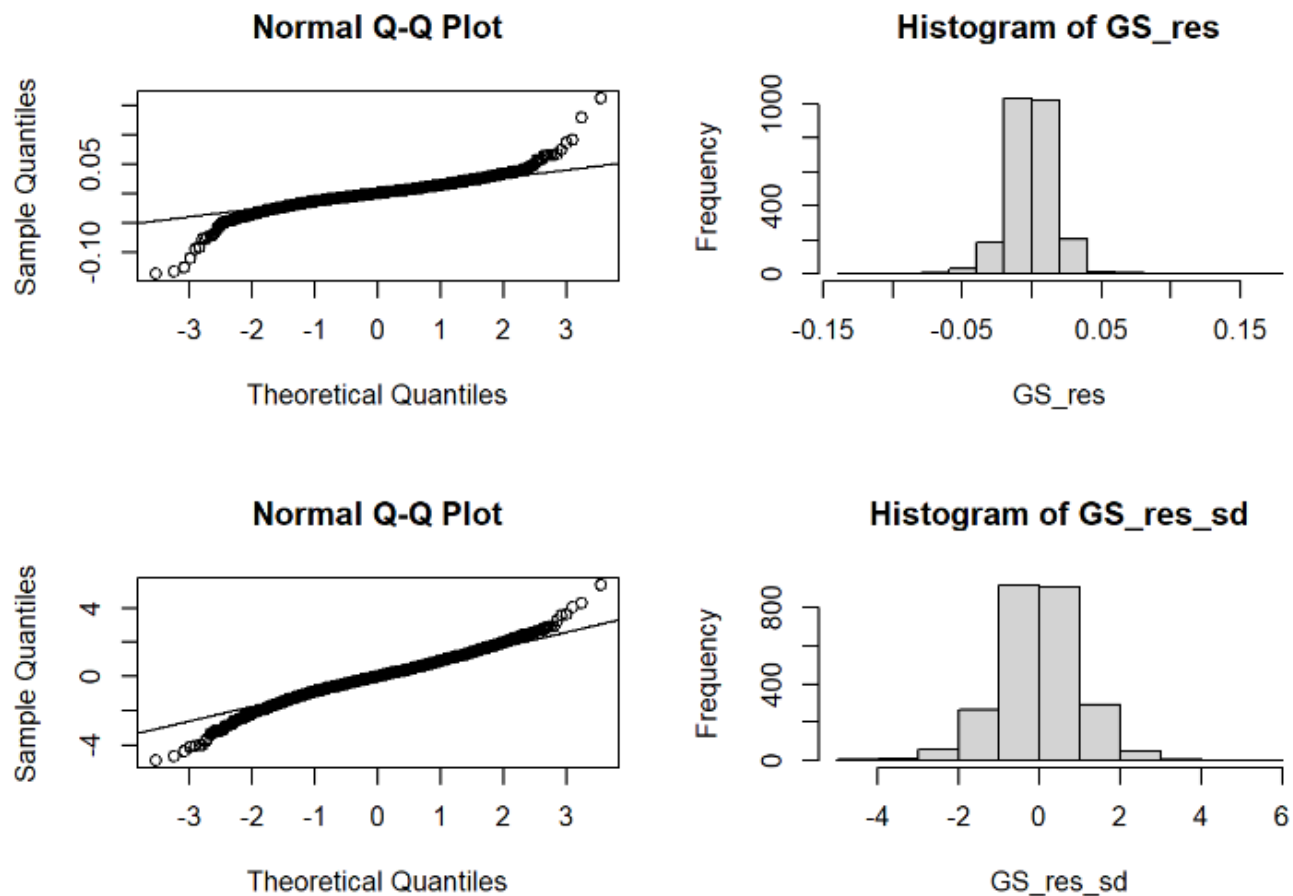 Normal Q-Q Plot
Sample Quantiles
0.05
-0.10
-3 -2 -1 0 1 2 3
Theoretical Quantiles
Histogram of GS_res
Frequency
1000
400
0
-0.15 -0.05 0.05 0.15
GS_res
Normal Q-Q Plot
Sample Quantiles
4
0
-4
-3 -2 -1 0 1 2 3
Theoretical Quantiles
Histogram of GS_res_sd
Frequency
800
400
0
-4 -2 0 2 4 6
GS_res_sd